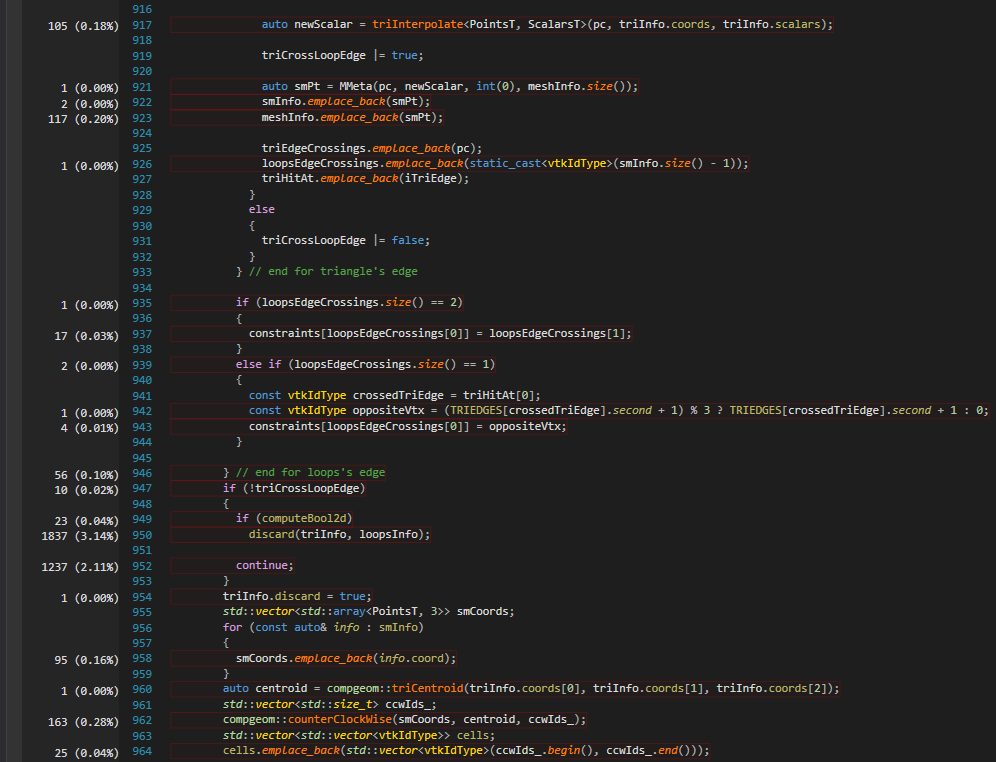 916
105 (0.18%) 917 auto newScalar = triInterpolate<PointsT, ScalarsT>(pc, triInfo.coords, triInfo.scalars);
918
919 triCrossLoopEdge |= true;
920
1 (0.00%) 921 auto smPt = MMeta(pc, newScalar, int(0), meshInfo.size());
2 (0.00%) 922 smInfo.emplace_back(smPt);
117 (0.20%) 923 meshInfo.emplace_back(smPt);
924
925 triEdgeCrossings.emplace_back(pc);
1 (0.00%) 926 loopsEdgeCrossings.emplace_back(static_cast<vtkIdType>(smInfo.size() - 1));
927 triHitAt.emplace_back(iTriEdge);
928 }
929 else
930 {
931 triCrossLoopEdge |= false;
932 }
933 } // end for triangle's edge
934
1 (0.00%) 935 if (loopsEdgeCrossings.size() == 2)
936 {
17 (0.03%) 937 constraints[loopsEdgeCrossings[0]] = loopsEdgeCrossings[1];
938 }
2 (0.00%) 939 else if (loopsEdgeCrossings.size() == 1)
940 {
941 const vtkIdType crossedTriEdge = triHitAt[0];
1 (0.00%) 942 const vtkIdType oppositeVtx = (TRIEDGES[crossedTriEdge].second + 1) % 3 ? TRIEDGES[crossedTriEdge].second + 1 : 0;
4 (0.01%) 943 constraints[loopsEdgeCrossings[0]] = oppositeVtx;
944 }
945
56 (0.10%) 946 } // end for loops's edge
10 (0.02%) 947 if (!triCrossLoopEdge)
948 {
23 (0.04%) 949 if (computeBool2d)
1837 (3.14%) 950 discard(triInfo, loopsInfo);
951
1237 (2.11%) 952 continue;
953 }
1 (0.00%) 954 triInfo.discard = true;
955 std::vector<std::array<PointsT, 3>> smCoords;
956 for (const auto& info : smInfo)
957 {
95 (0.16%) 958 smCoords.emplace_back(info.coord);
959 }
1 (0.00%) 960 auto centroid = compgeom::triCentroid(triInfo.coords[0], triInfo.coords[1], triInfo.coords[2]);
961 std::vector<std::size_t> ccwIds_;
163 (0.28%) 962 compgeom::counterClockWise(smCoords, centroid, ccwIds_);
963 std::vector<std::vector<vtkIdType>> cells;
25 (0.04%) 964 cells.emplace_back(std::vector<vtkIdType>(ccwIds_.begin(), ccwIds_.end()));